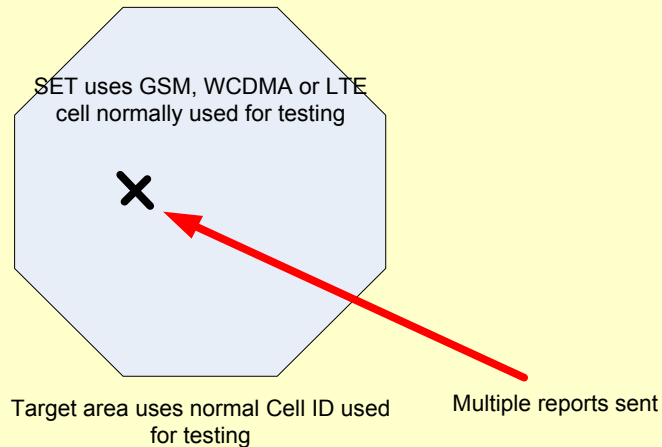 SET uses GSM, WCDMA or LTE
cell normally used for testing
Target area uses normal Cell ID used
for testing
Multiple reports sent